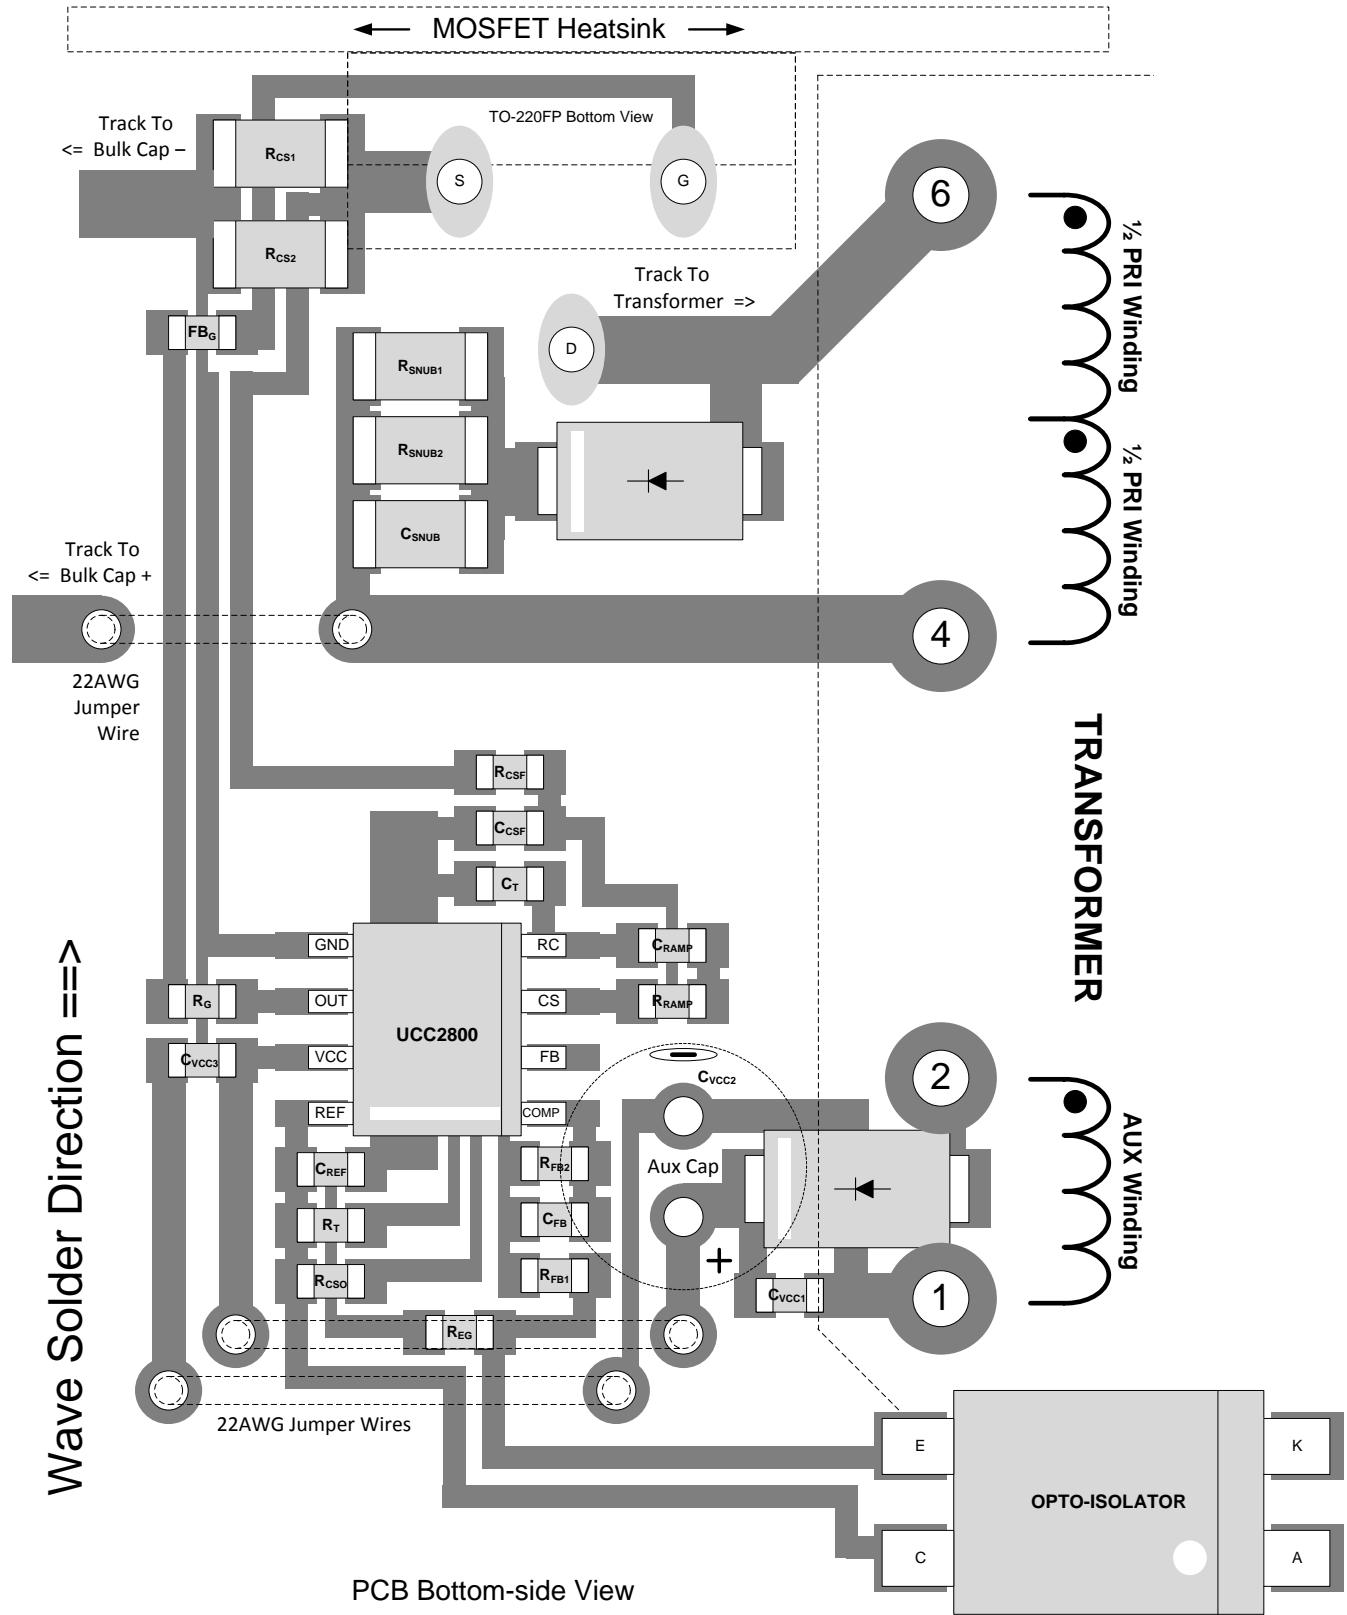 MOSFET Heatsink
Track To
<= Bulk Cap –
TO-220FP Bottom View
RCS1
S
G
6
RCS2
½ PRI Winding
Track To
Transformer =>
FBG
D
RSNUB1
RSNUB2
½ PRI Winding
CSNUB
Track To
<= Bulk Cap +
4
22AWG
Jumper
Wire
TRANSFORMER
RCSF
CCSF
CT
Wave Solder Direction ==>
GND
RC
CRAMP
RG
OUT
CS
RRAMP
UCC2800
CVCC3
VCC
FB
–
CVCC2
2
REF
COMP
AUX Winding
CREF
RFB2
Aux Cap
RT
CFB
+
RCSO
RFB1
CVCC1
1
REG
22AWG Jumper Wires
E
K
OPTO-ISOLATOR
C
A
PCB Bottom-side View